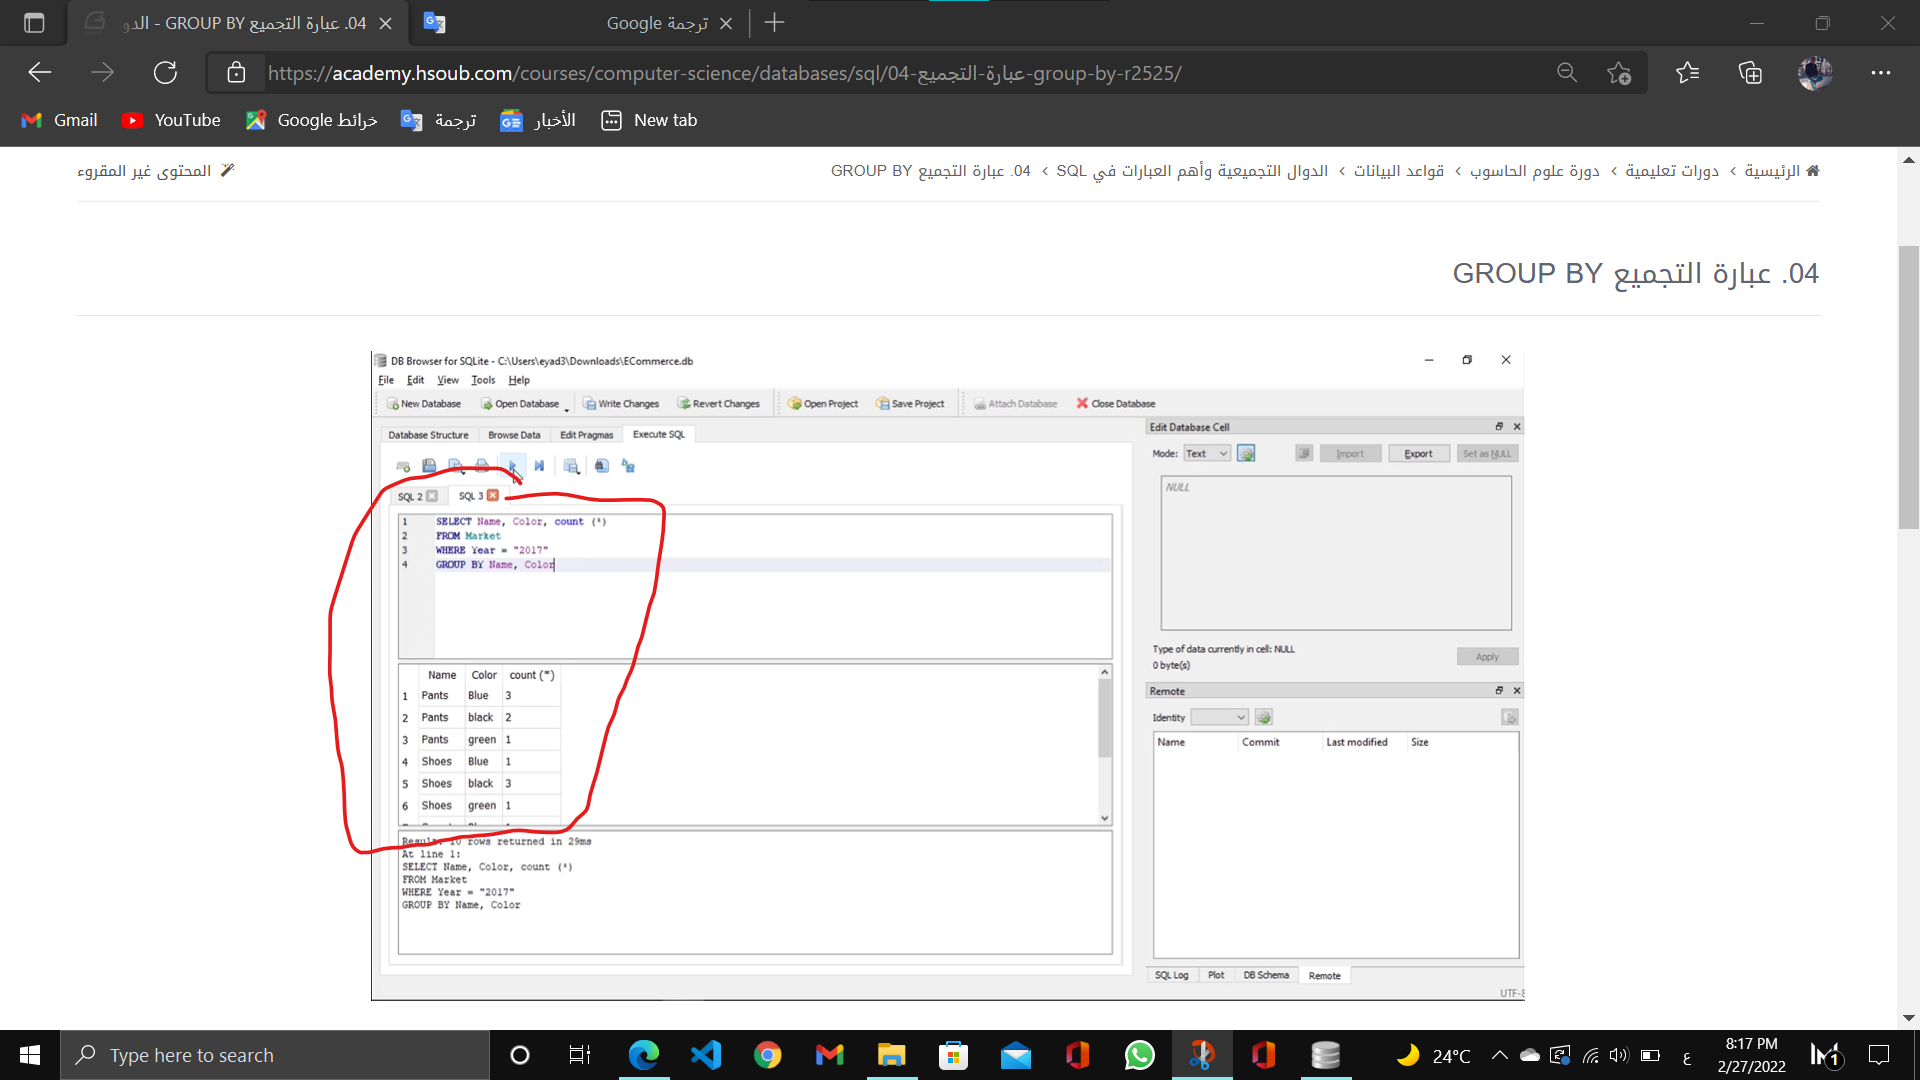 04. عبارة التجميع GROUP BY - الدو
ترجمة Google
https://academy.hsoub.com/courses/computer-science/databases/sql/04-عبارة-التجميع-group-by-r2525/
Gmail
YouTube
خرائط Google
ترجمة
الأخبار
New tab
الرئيسية > دورات تعليمية > دورة علوم الحاسوب > قواعد البيانات > الدوال التجميعية وأهم العبارات في SQL > 04. عبارة التجميع GROUP BY
المحتوى غير المقروء
04. عبارة التجميع GROUP BY
DB Browser for SQLite - C:\Users\eyad3\Downloads\ECommerce.db
File Edit View Tools Help
New Database Open Database Write Changes Revert Changes Open Project Save Project Attach Database Close Database
Database Structure Browse Data Edit Pragmas Execute SQL
SQL 2 SQL 3
1 SELECT Name, Color, count (*)
2 FROM Market
3 WHERE Year = "2017"
4 GROUP BY Name, Color
Name Color count (*)
1 Pants Blue 3
2 Pants black 2
3 Pants green 1
4 Shoes Blue 1
5 Shoes black 3
6 Shoes green 1
Result: 10 rows returned in 29ms
At line 1:
SELECT Name, Color, count (*)
FROM Market
WHERE Year = "2017"
GROUP BY Name, Color
Edit Database Cell
Mode: Text Import Export Set as NULL
NULL
Type of data currently in cell: NULL
0 byte(s)
Apply
Remote
Identity
Name Commit Last modified Size
SQL Log Plot DB Schema Remote
UTF-8
Type here to search
24°C
ع
8:17 PM
2/27/2022
1